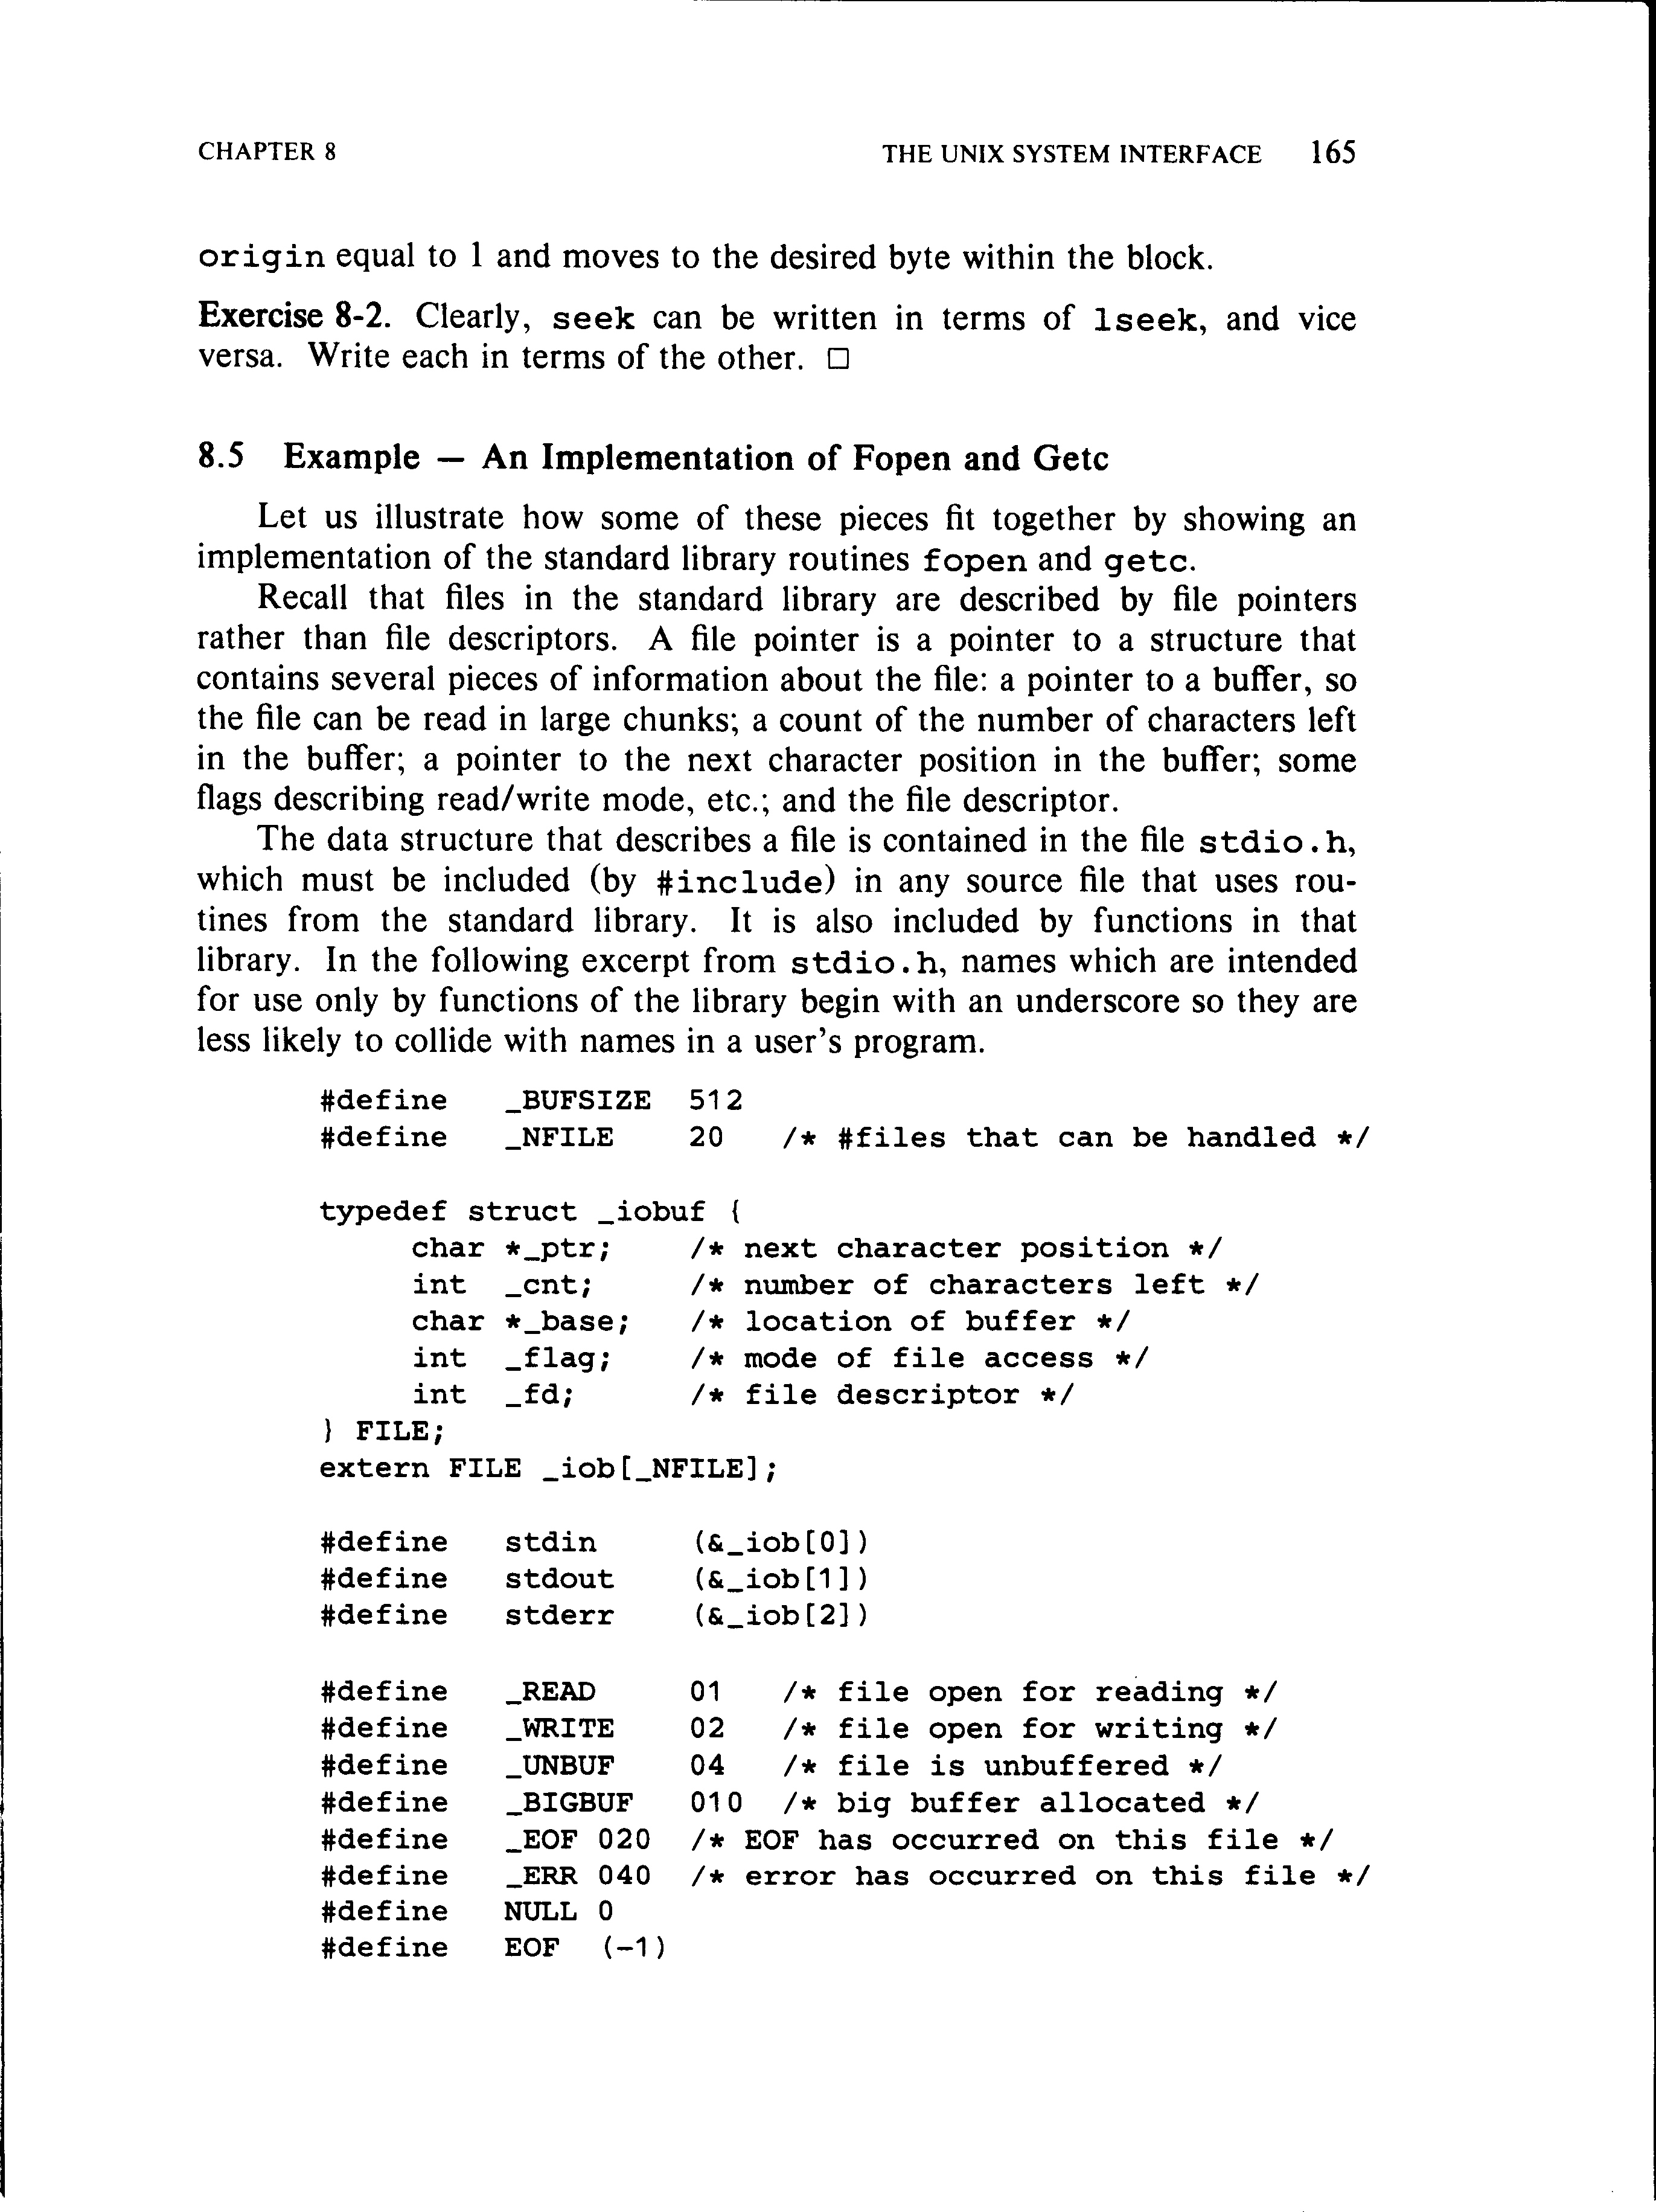 CHAPTER 8 THE UNIX SYSTEM INTERFACE 165
origin equal to 1 and moves to the desired byte within the block.
Exercise 8-2. Clearly, seek can be written in terms of lseek, and vice
versa. Write each in terms of the other. □
8.5 Example — An Implementation of Fopen and Getc
Let us illustrate how some of these pieces fit together by showing an
implementation of the standard library routines fopen and getc.
Recall that files in the standard library are described by file pointers
rather than file descriptors. A file pointer is a pointer to a structure that
contains several pieces of information about the file: a pointer to a buffer, so
the file can be read in large chunks; a count of the number of characters left
in the buffer; a pointer to the next character position in the buffer; some
flags describing read/write mode, etc.; and the file descriptor.
The data structure that describes a file is contained in the file stdio.h,
which must be included (by #include) in any source file that uses rou-
tines from the standard library. It is also included by functions in that
library. In the following excerpt from stdio.h, names which are intended
for use only by functions of the library begin with an underscore so they are
less likely to collide with names in a user's program.
#define _BUFSIZE 512
#define _NFILE 20 /* #files that can be handled */
typedef struct _iobuf {
char *_ptr; /* next character position */
int _cnt; /* number of characters left */
char *_base; /* location of buffer */
int _flag; /* mode of file access */
int _fd; /* file descriptor */
} FILE;
extern FILE _iob[_NFILE];
#define stdin (&_iob[0])
#define stdout (&_iob[1])
#define stderr (&_iob[2])
#define _READ 01 /* file open for reading */
#define _WRITE 02 /* file open for writing */
#define _UNBUF 04 /* file is unbuffered */
#define _BIGBUF 010 /* big buffer allocated */
#define _EOF 020 /* EOF has occurred on this file */
#define _ERR 040 /* error has occurred on this file */
#define NULL 0
#define EOF (-1)